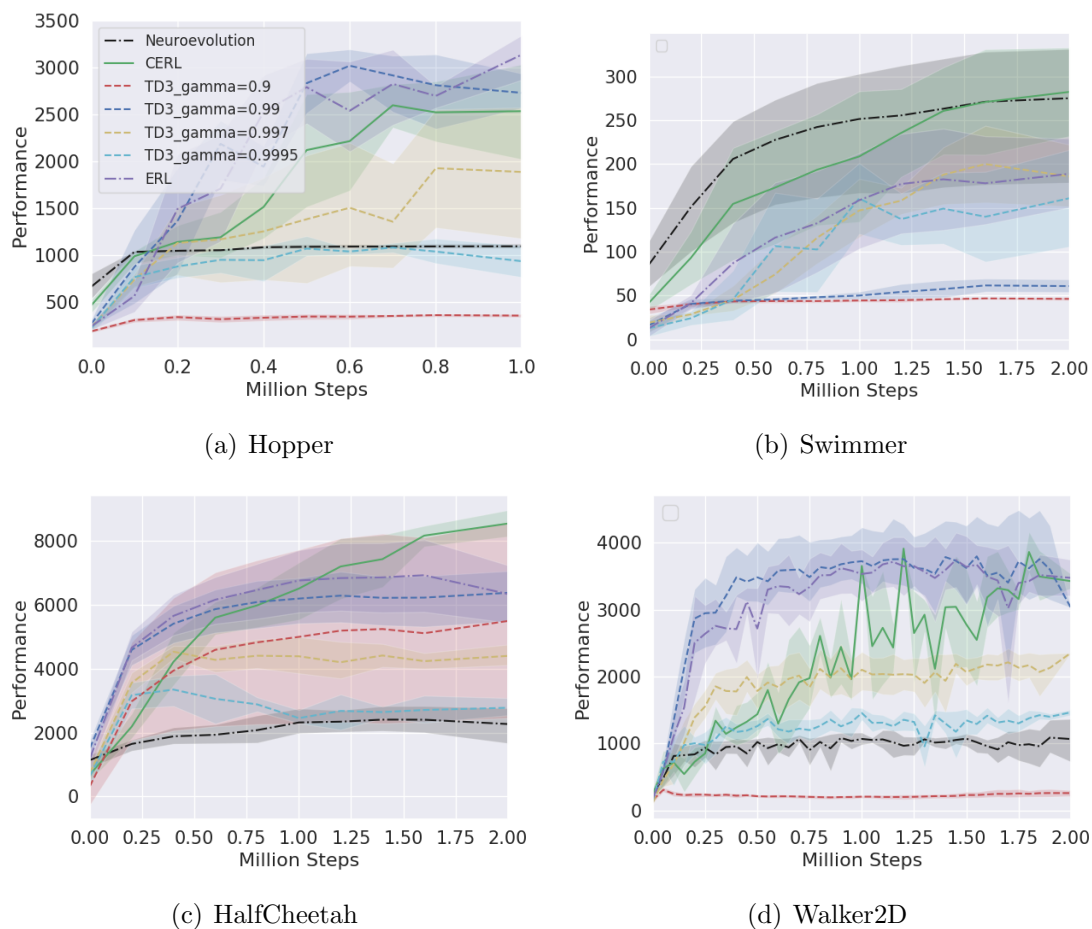 3500
3000
2500
2000
1500
1000
500
Performance
Neuroevolution
CERL
TD3_gamma=0.9
TD3_gamma=0.99
TD3_gamma=0.997
TD3_gamma=0.9995
ERL
0.0 0.2 0.4 0.6 0.8 1.0
Million Steps
(a) Hopper
300
250
200
150
100
50
0
Performance
0.00 0.25 0.50 0.75 1.00 1.25 1.50 1.75 2.00
Million Steps
(b) Swimmer
8000
6000
4000
2000
0
Performance
0.00 0.25 0.50 0.75 1.00 1.25 1.50 1.75 2.00
Million Steps
(c) HalfCheetah
4000
3000
2000
1000
0
Performance
0.00 0.25 0.50 0.75 1.00 1.25 1.50 1.75 2.00
Million Steps
(d) Walker2D